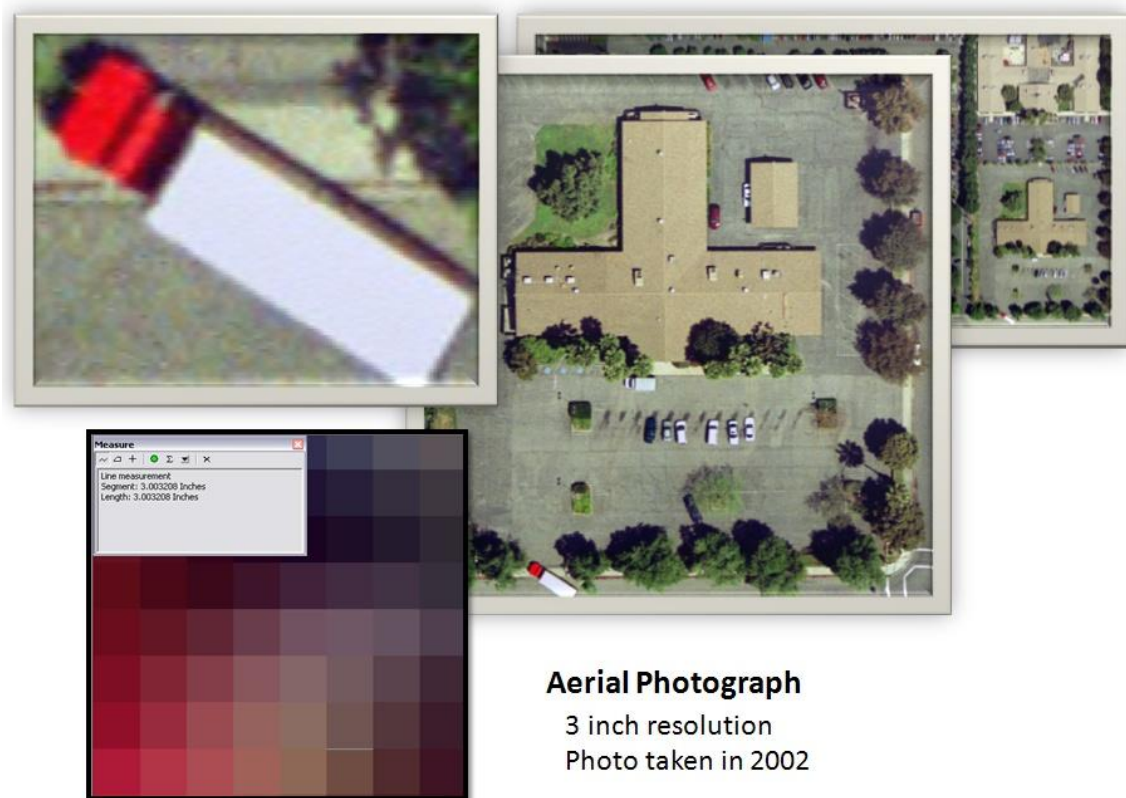 Measure
Line measurement
Segment: 3.003208 Inches
Length: 3.003208 Inches
Aerial Photograph
3 inch resolution
Photo taken in 2002